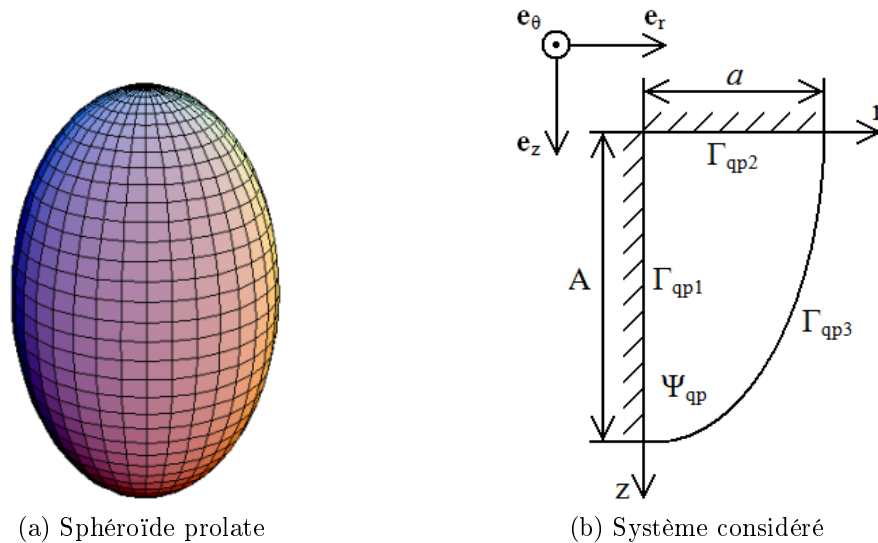 e_θ
e_r
a
r
e_z
Γ_qp2
A
Γ_qp1
Γ_qp3
Ψ_qp
z
(a) Sphéroïde prolate
(b) Système considéré